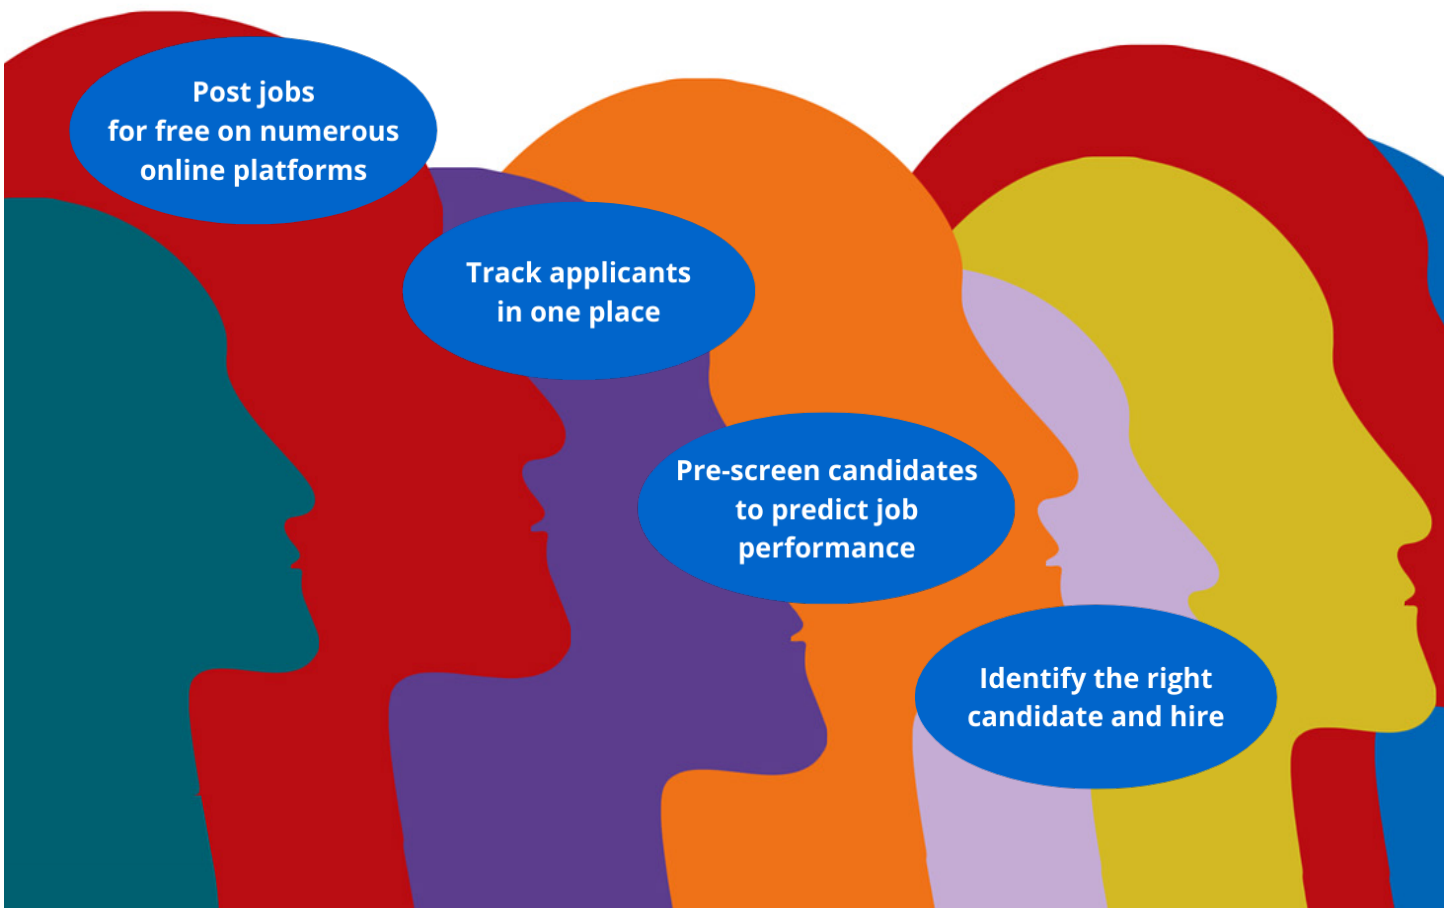 Post jobs
for free on numerous
online platforms
Track applicants
in one place
Pre-screen candidates
to predict job
performance
Identify the right
candidate and hire